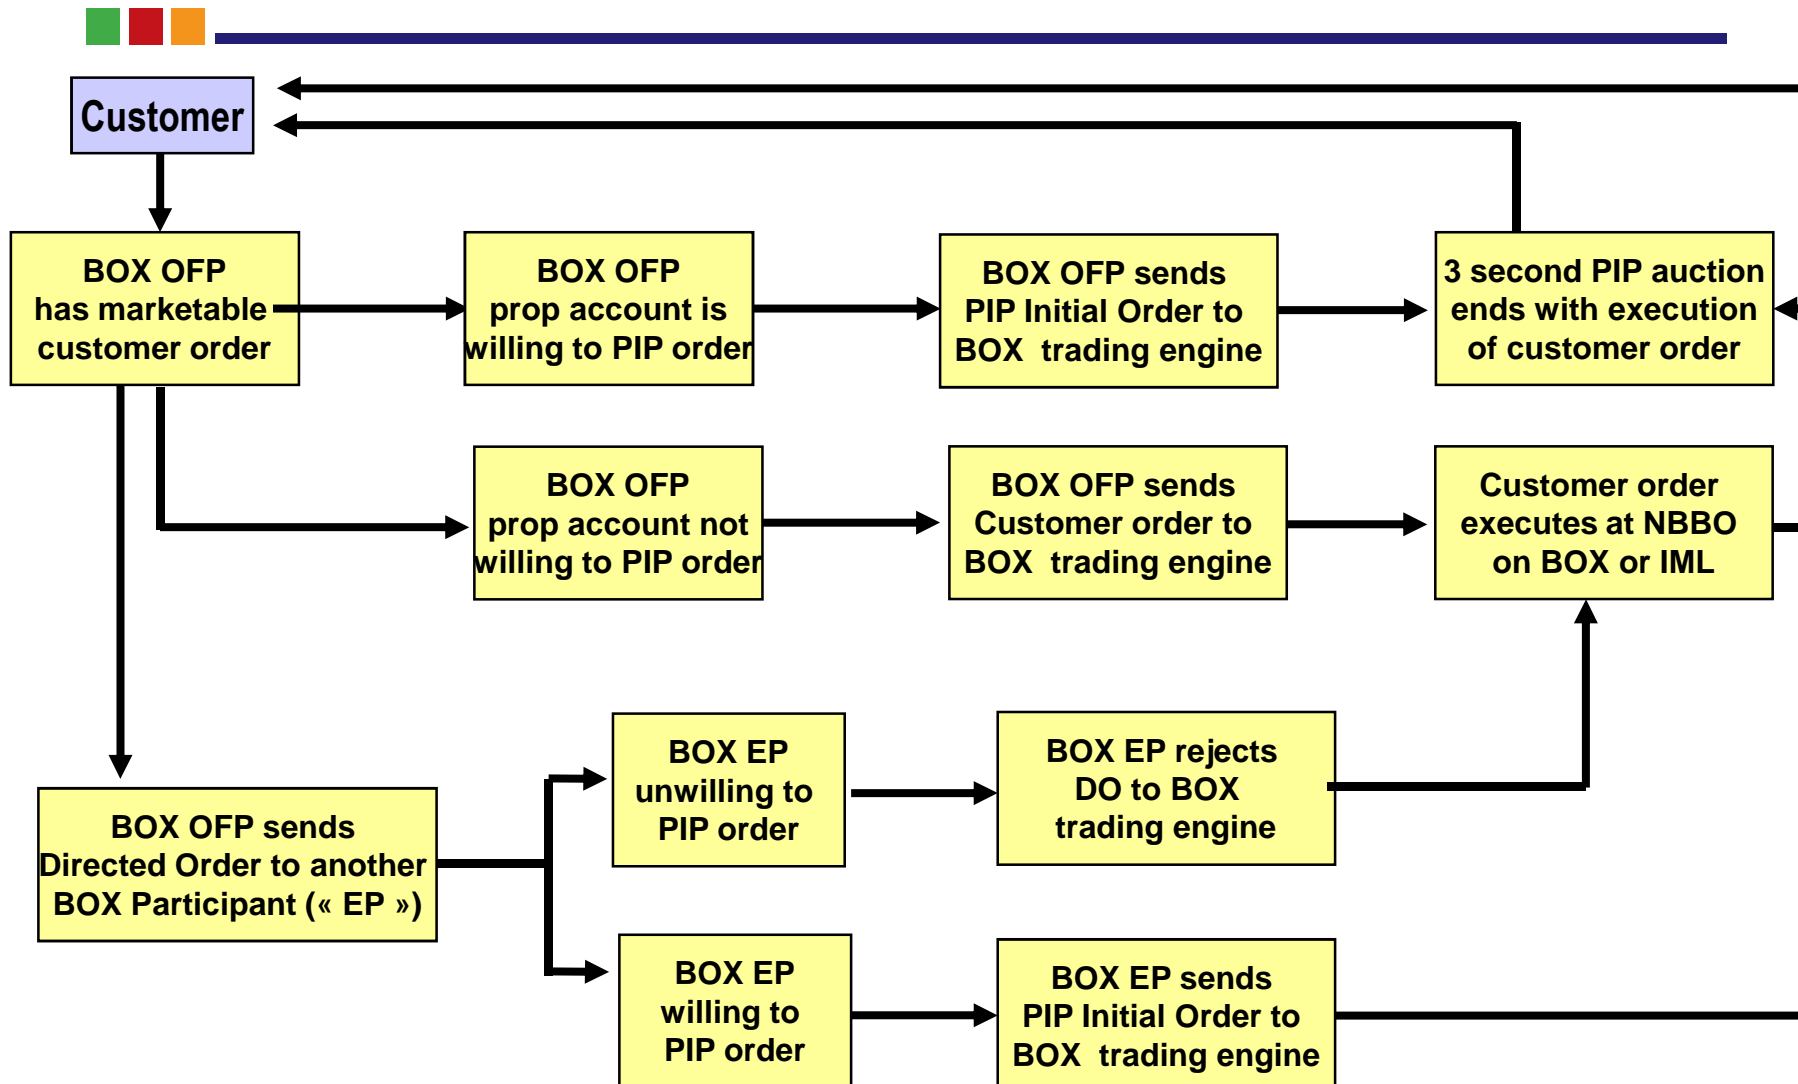 Customer
BOX OFP
has marketable
customer order
BOX OFP
prop account is
willing to PIP order
BOX OFP sends
PIP Initial Order to
BOX trading engine
3 second PIP auction
ends with execution
of customer order
BOX OFP
prop account not
willing to PIP order
BOX OFP sends
Customer order to
BOX trading engine
Customer order
executes at NBBO
on BOX or IML
BOX EP
unwilling to
PIP order
BOX EP rejects
DO to BOX
trading engine
BOX OFP sends
Directed Order to another
BOX Participant (« EP »)
BOX EP
willing to
PIP order
BOX EP sends
PIP Initial Order to
BOX trading engine